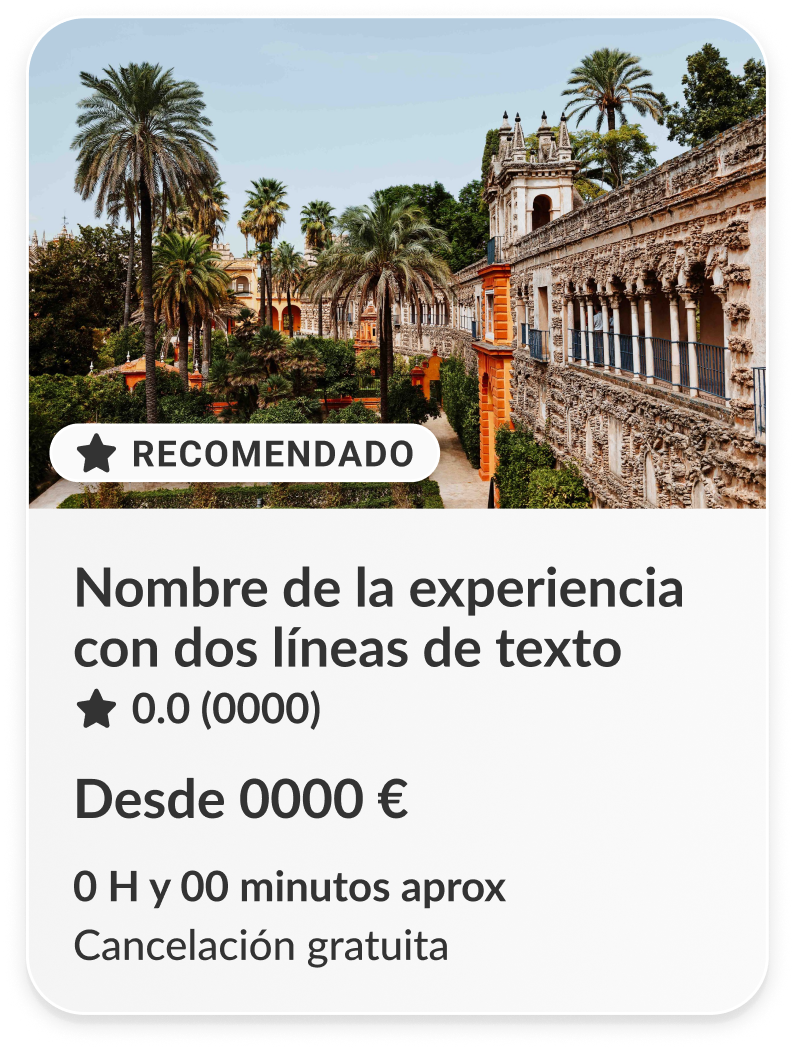 RECOMENDADO
Nombre de la experiencia
con dos líneas de texto
0.0 (0000)
Desde 0000 €
0 H y 00 minutos aprox
Cancelación gratuita